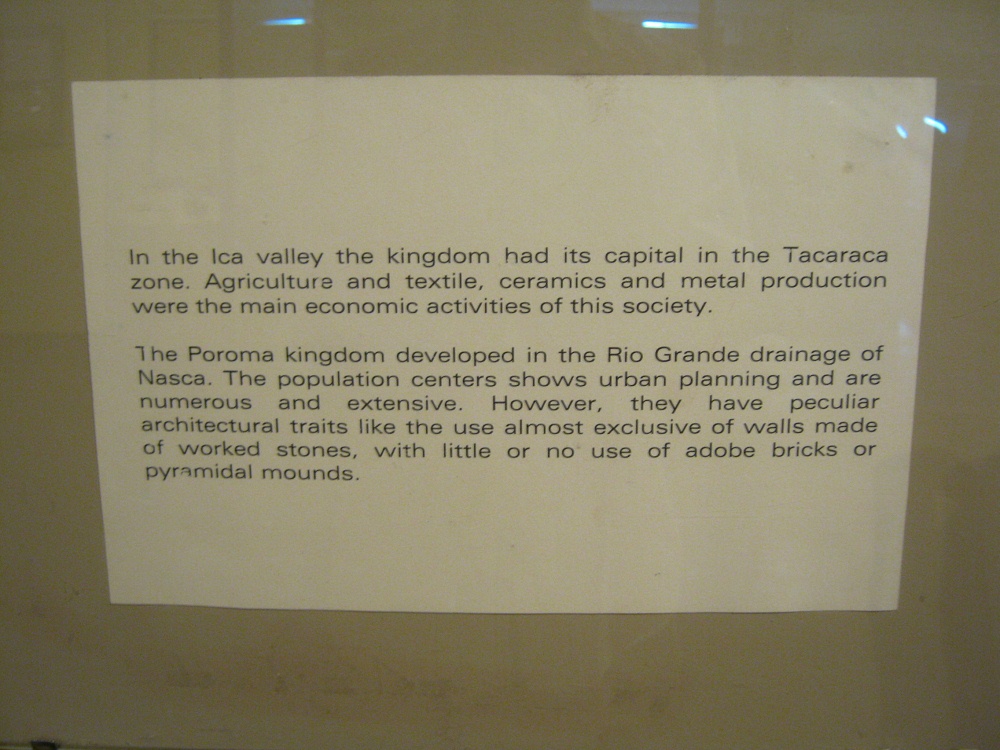 In the Ica valley the kingdom had its capital in the Tacaraca
zone. Agriculture and textile, ceramics and metal production
were the main economic activities of this society.
The Poroma kingdom developed in the Rio Grande drainage of
Nasca. The population centers shows urban planning and are
numerous and extensive. However, they have peculiar
architectural traits like the use almost exclusive of walls made
of worked stones, with little or no use of adobe bricks or
pyramidal mounds.